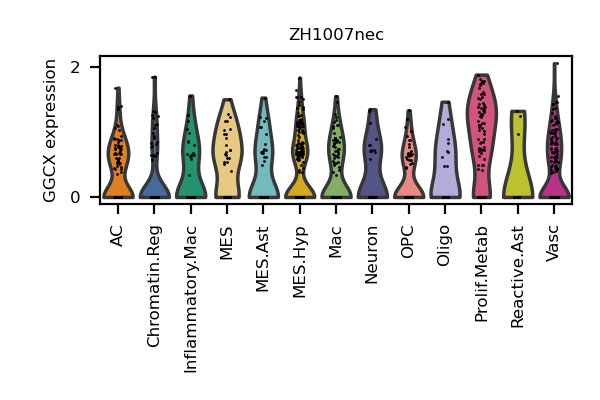 ZH1007nec
GGCX expression
2
0
AC
Chromatin.Reg
Inflammatory.Mac
MES
MES.Ast
MES.Hyp
Mac
Neuron
OPC
Oligo
Prolif.Metab
Reactive.Ast
Vasc